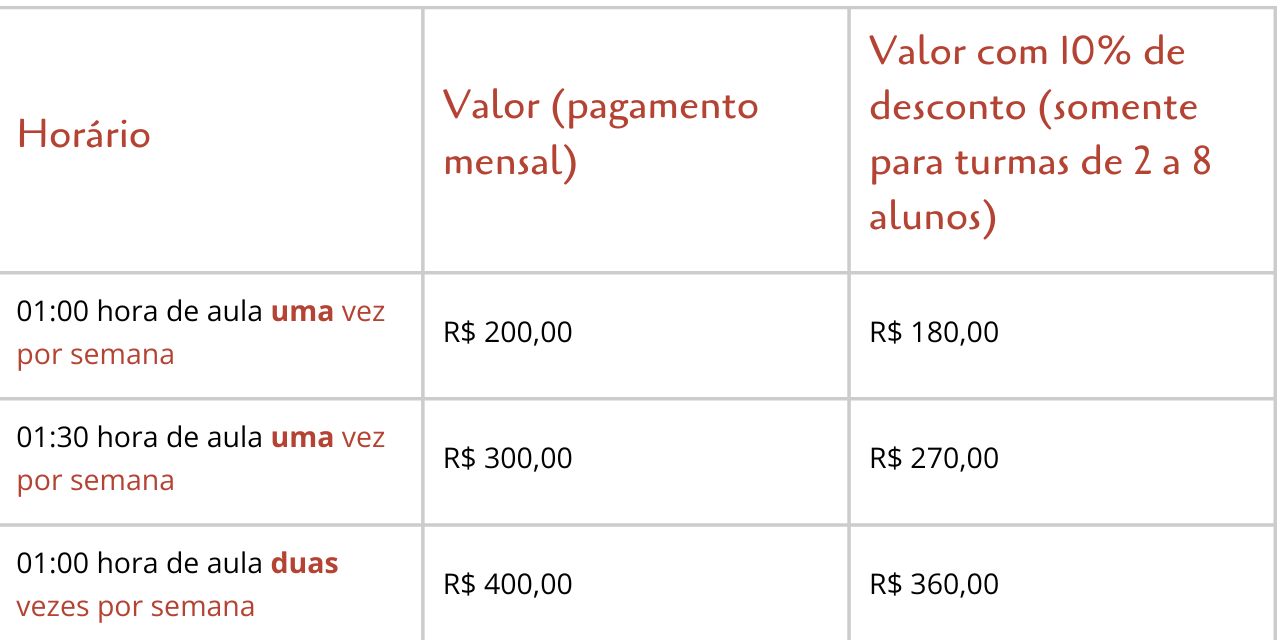 Horário
Valor (pagamento
mensal)
Valor com 10% de
desconto (somente
para turmas de 2 a 8
alunos)
01:00 hora de aula uma vez
por semana
R$ 200,00
R$ 180,00
01:30 hora de aula uma vez
por semana
R$ 300,00
R$ 270,00
01:00 hora de aula duas
vezes por semana
R$ 400,00
R$ 360,00